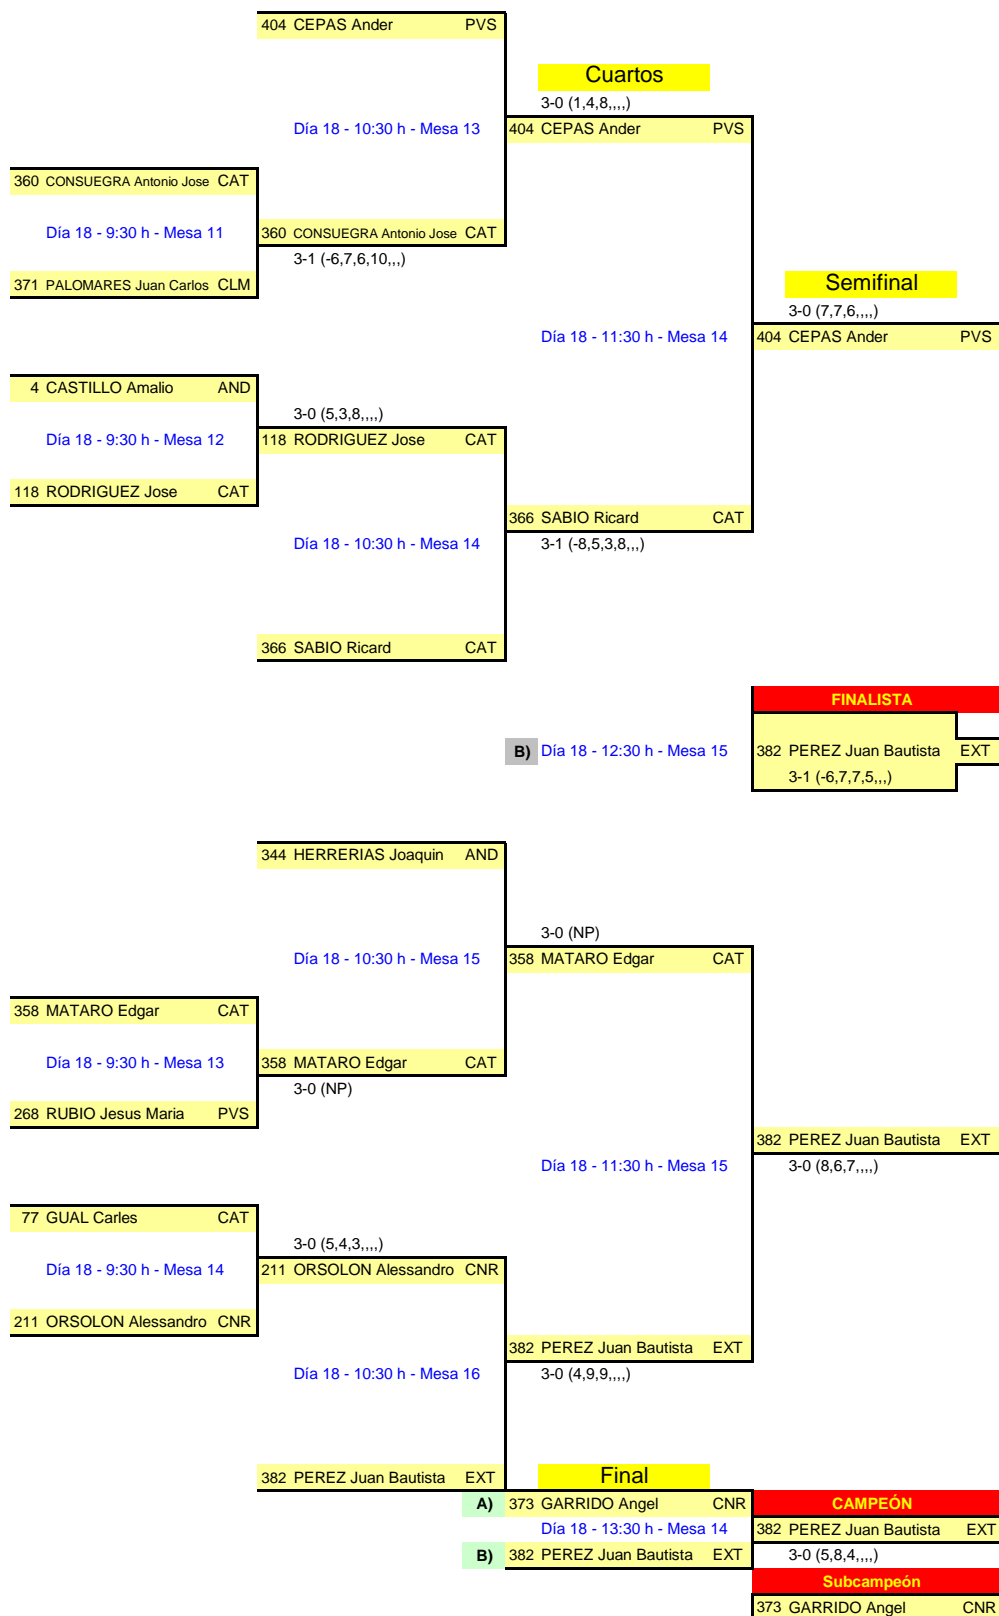 404 CEPAS Ander PVS
Cuartos
3-0 (1,4,8,,,,)
Día 18 - 10:30 h - Mesa 13
404 CEPAS Ander PVS
360 CONSUEGRA Antonio Jose CAT
Día 18 - 9:30 h - Mesa 11
360 CONSUEGRA Antonio Jose CAT
3-1 (-6,7,6,10,,,)
371 PALOMARES Juan Carlos CLM
Semifinal
3-0 (7,7,6,,,,)
Día 18 - 11:30 h - Mesa 14
404 CEPAS Ander PVS
4 CASTILLO Amalio AND
3-0 (5,3,8,,,,)
Día 18 - 9:30 h - Mesa 12
118 RODRIGUEZ Jose CAT
118 RODRIGUEZ Jose CAT
366 SABIO Ricard CAT
Día 18 - 10:30 h - Mesa 14
3-1 (-8,5,3,8,,,)
366 SABIO Ricard CAT
FINALISTA
B) Día 18 - 12:30 h - Mesa 15
382 PEREZ Juan Bautista EXT
3-1 (-6,7,7,5,,,)
344 HERRERIAS Joaquin AND
3-0 (NP)
Día 18 - 10:30 h - Mesa 15
358 MATARO Edgar CAT
358 MATARO Edgar CAT
Día 18 - 9:30 h - Mesa 13
358 MATARO Edgar CAT
3-0 (NP)
268 RUBIO Jesus Maria PVS
382 PEREZ Juan Bautista EXT
Día 18 - 11:30 h - Mesa 15
3-0 (8,6,7,,,,)
77 GUAL Carles CAT
3-0 (5,4,3,,,,)
Día 18 - 9:30 h - Mesa 14
211 ORSOLON Alessandro CNR
211 ORSOLON Alessandro CNR
382 PEREZ Juan Bautista EXT
Día 18 - 10:30 h - Mesa 16
3-0 (4,9,9,,,,)
382 PEREZ Juan Bautista EXT
Final
A) 373 GARRIDO Angel CNR
CAMPEÓN
Día 18 - 13:30 h - Mesa 14
382 PEREZ Juan Bautista EXT
B) 382 PEREZ Juan Bautista EXT
3-0 (5,8,4,,,,)
Subcampeón
373 GARRIDO Angel CNR